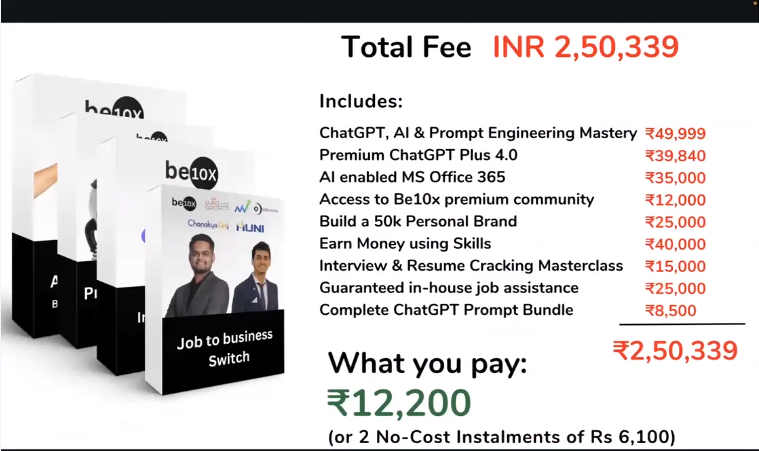 Total Fee INR 2,50,339
Includes:
ChatGPT, AI & Prompt Engineering Mastery ₹49,999
Premium ChatGPT Plus 4.0 ₹39,840
AI enabled MS Office 365 ₹35,000
Access to Be10x premium community ₹12,000
Build a 50k Personal Brand ₹25,000
Earn Money using Skills ₹40,000
Interview & Resume Cracking Masterclass ₹15,000
Guaranteed in-house job assistance ₹25,000
Complete ChatGPT Prompt Bundle ₹8,500
₹2,50,339
What you pay:
₹12,200
(or 2 No-Cost Instalments of Rs 6,100)
be10x
be10x
be10x
be10x
Chanakya Uni
MUNI
A
B
Pr
In
Job to business
Switch